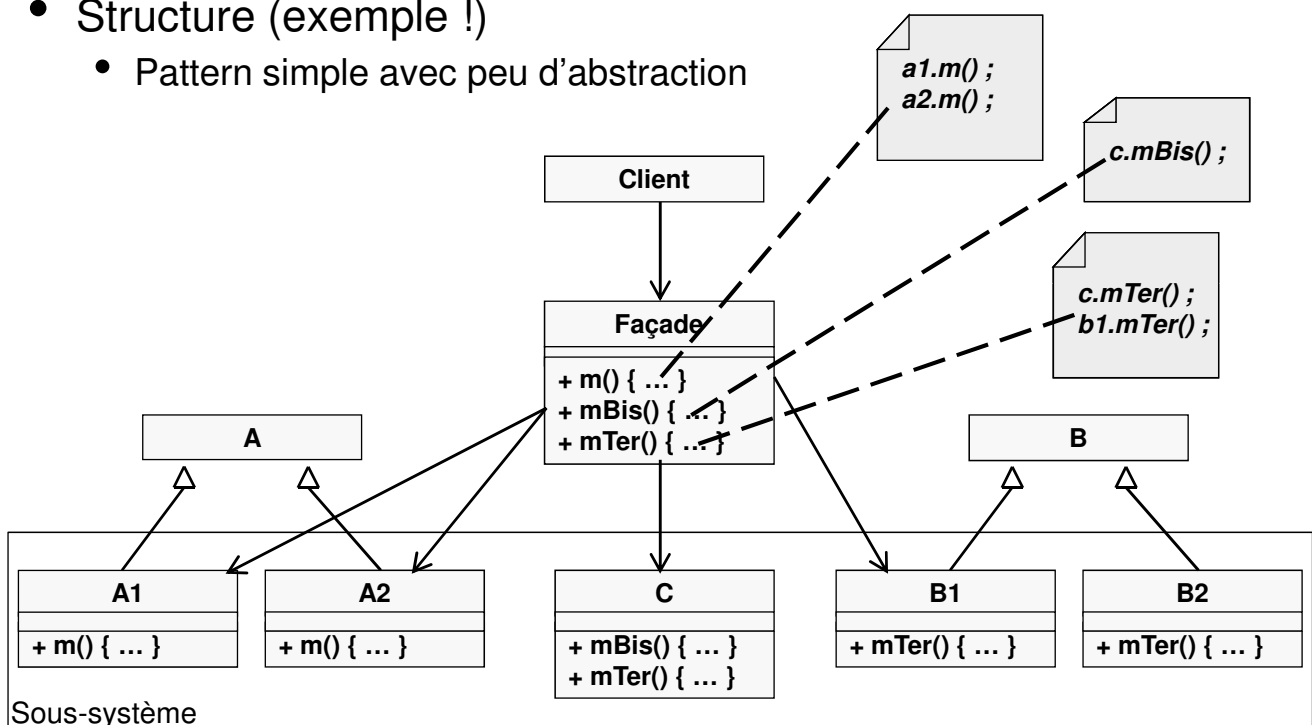 • Structure (exemple !)
• Pattern simple avec peu d'abstraction
a1.m() ;
a2.m() ;
c.mBis() ;
Client
c.mTer() ;
b1.mTer() ;
Façade
+ m() { … }
+ mBis() { … }
+ mTer() { … }
A
B
A1
+ m() { … }
A2
+ m() { … }
C
+ mBis() { … }
+ mTer() { … }
B1
+ mTer() { … }
B2
+ mTer() { … }
Sous-système